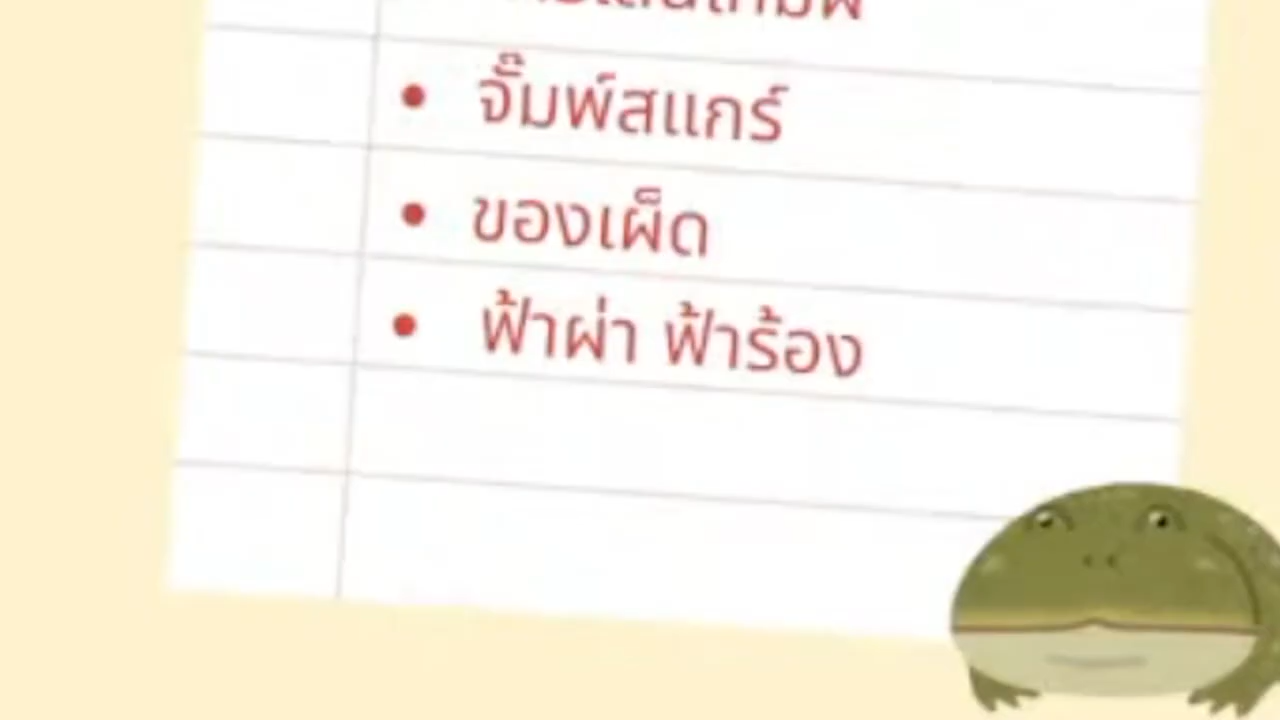 • จั๊มพ์สแกร์
• ของเผ็ด
• ฟ้าผ่า ฟ้าร้อง